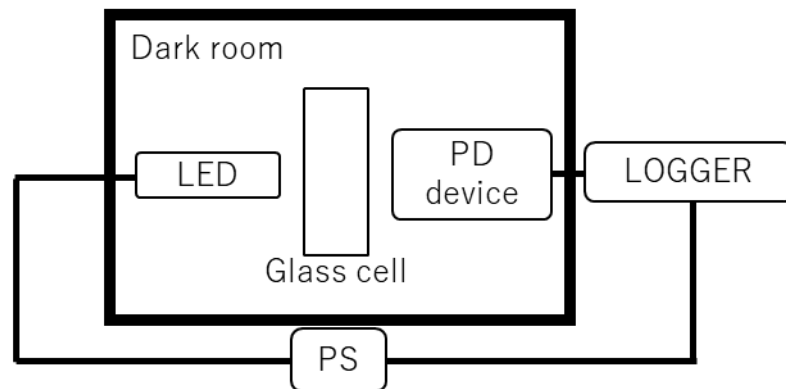 Dark room
LED
PD
device
LOGGER
Glass cell
PS